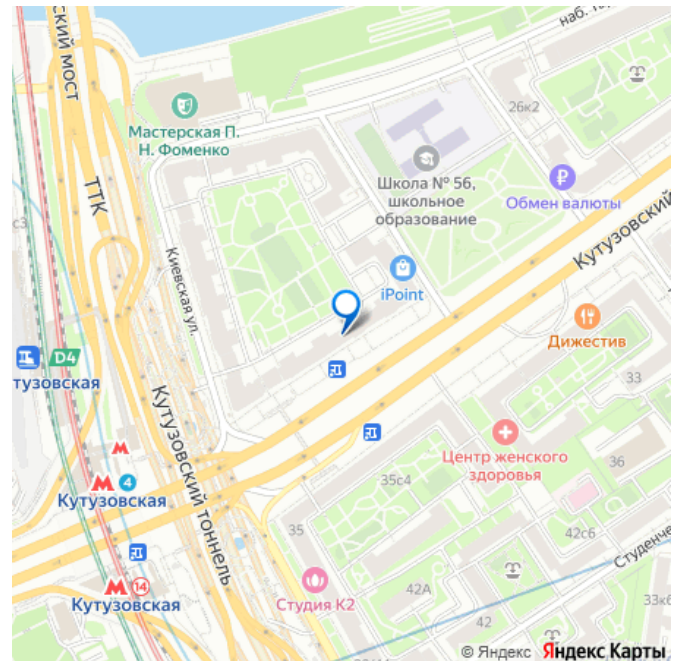 ский мост
наб. Та
Мастерская П.
Н. Фоменко
26к2
ТТК
Школа № 56,
школьное
образование
Обмен валюты
с3
Кутузовский
Киевская ул.
iPoint
D4
тузовская
Дижестив
33
Кутузовский тоннель
Центр женского
здоровья
36
4
Кутузовская
35с4
35
42с6
Студенче
14
Кутузовская
Студия К2
42А
42
33к6
© Яндекс Яндекс Карты